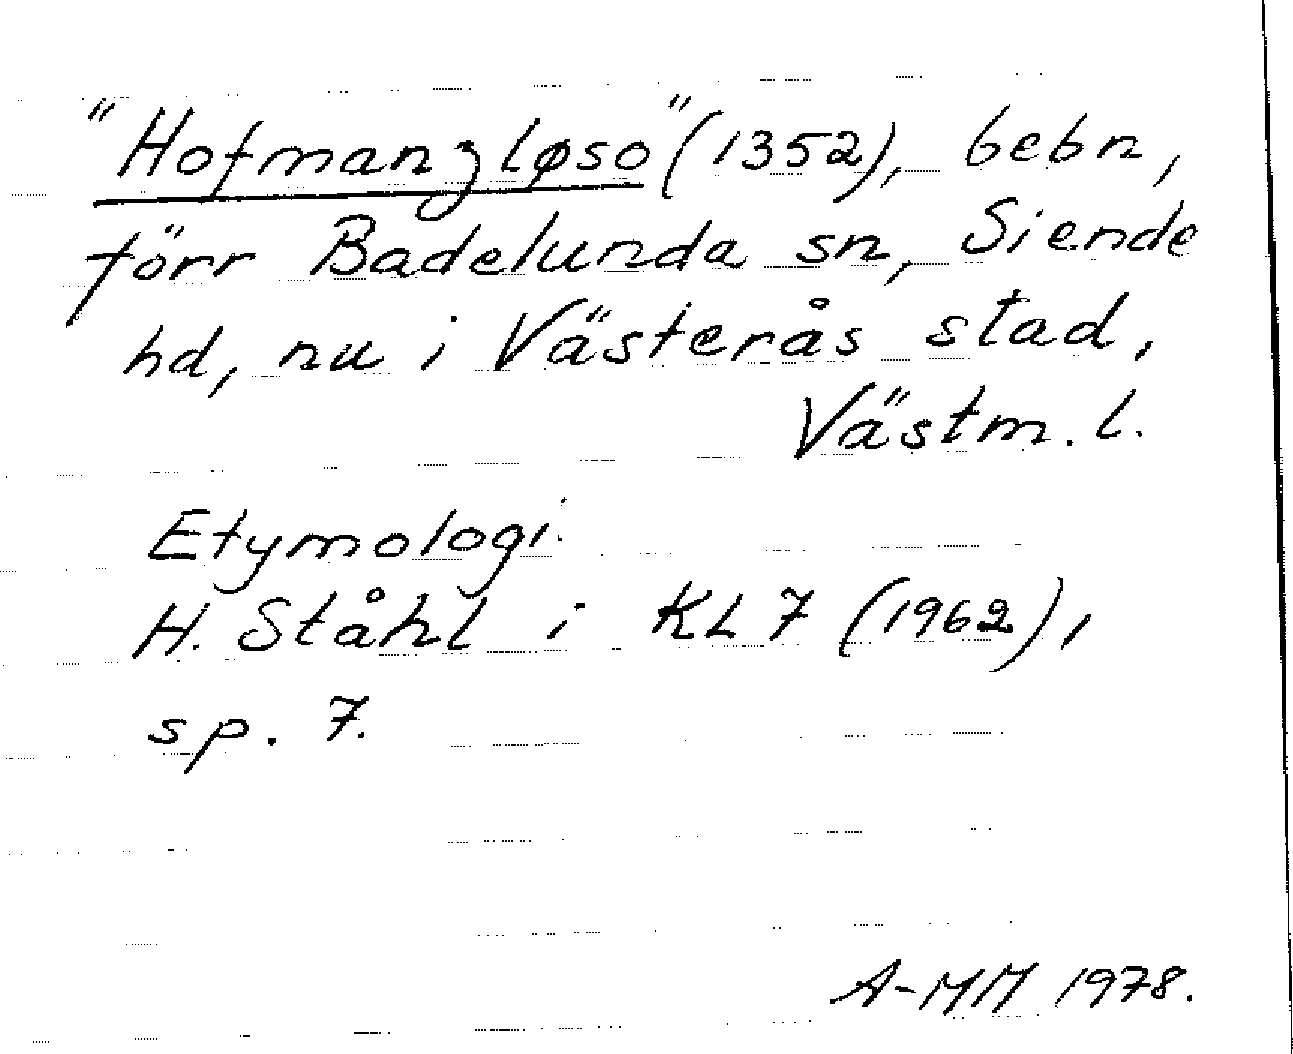 "Hofmanzløso" (1352), bebn,
förr Badelunda sn, Siende
hd, nu i Västerås stad,
Västm. l.
Etymologi.
H. Ståhl i KL 7 (1962),
sp. 7.
A-MM 1978.